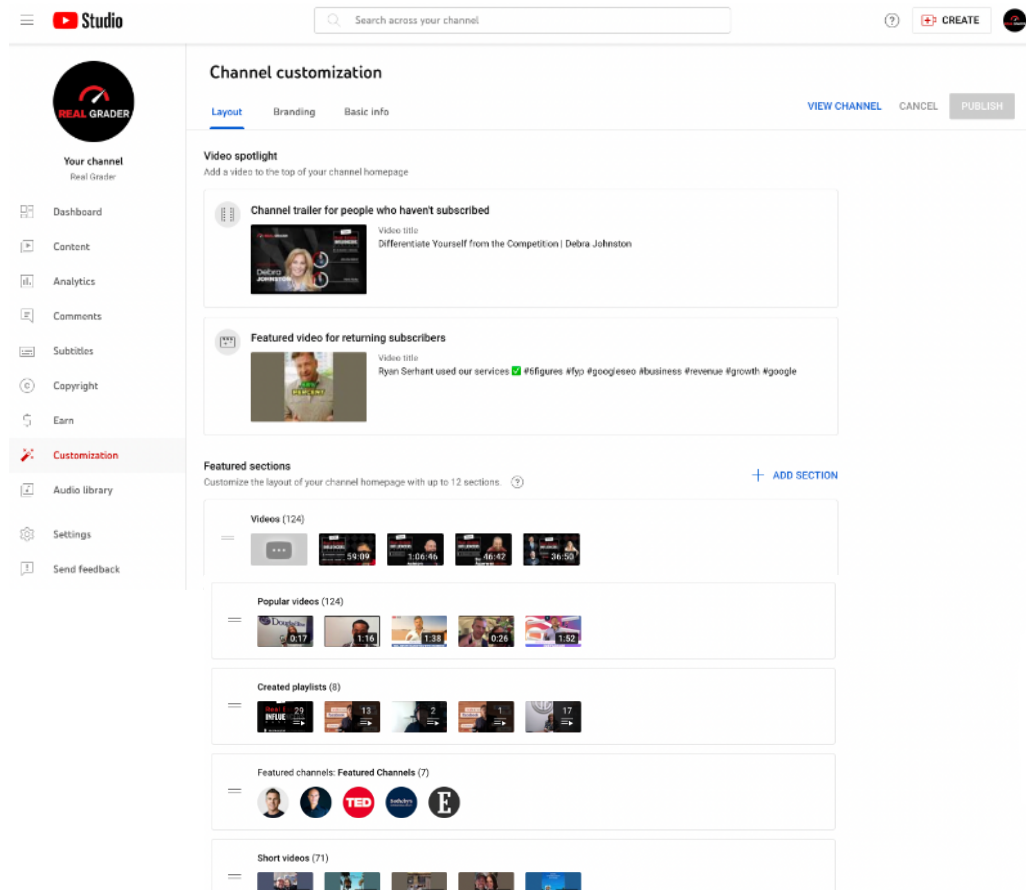 Studio
Search across your channel
CREATE
REAL GRADER
Your channel
Real Grader
Dashboard
Content
Analytics
Comments
Subtitles
Copyright
Earn
Customization
Audio library
Settings
Send feedback
Channel customization
Layout
Branding
Basic info
VIEW CHANNEL
CANCEL
PUBLISH
Video spotlight
Add a video to the top of your channel homepage
Channel trailer for people who haven't subscribed
Debra
JOHNSTON
Video title
Differentiate Yourself from the Competition | Debra Johnston
Featured video for returning subscribers
PERCENT
Video title
Ryan Serhant used our services ✅ #6figures #fyp #googleseo #business #revenue #growth #google
Featured sections
Customize the layout of your channel homepage with up to 12 sections.
ADD SECTION
Videos (124)
59:09
1:06:46
46:42
36:50
Popular videos (124)
0:17
1:16
1:38
0:26
1:52
Created playlists (8)
29
13
2
1
17
Featured channels: Featured Channels (7)
TED
Sotheby's
E
Short videos (71)